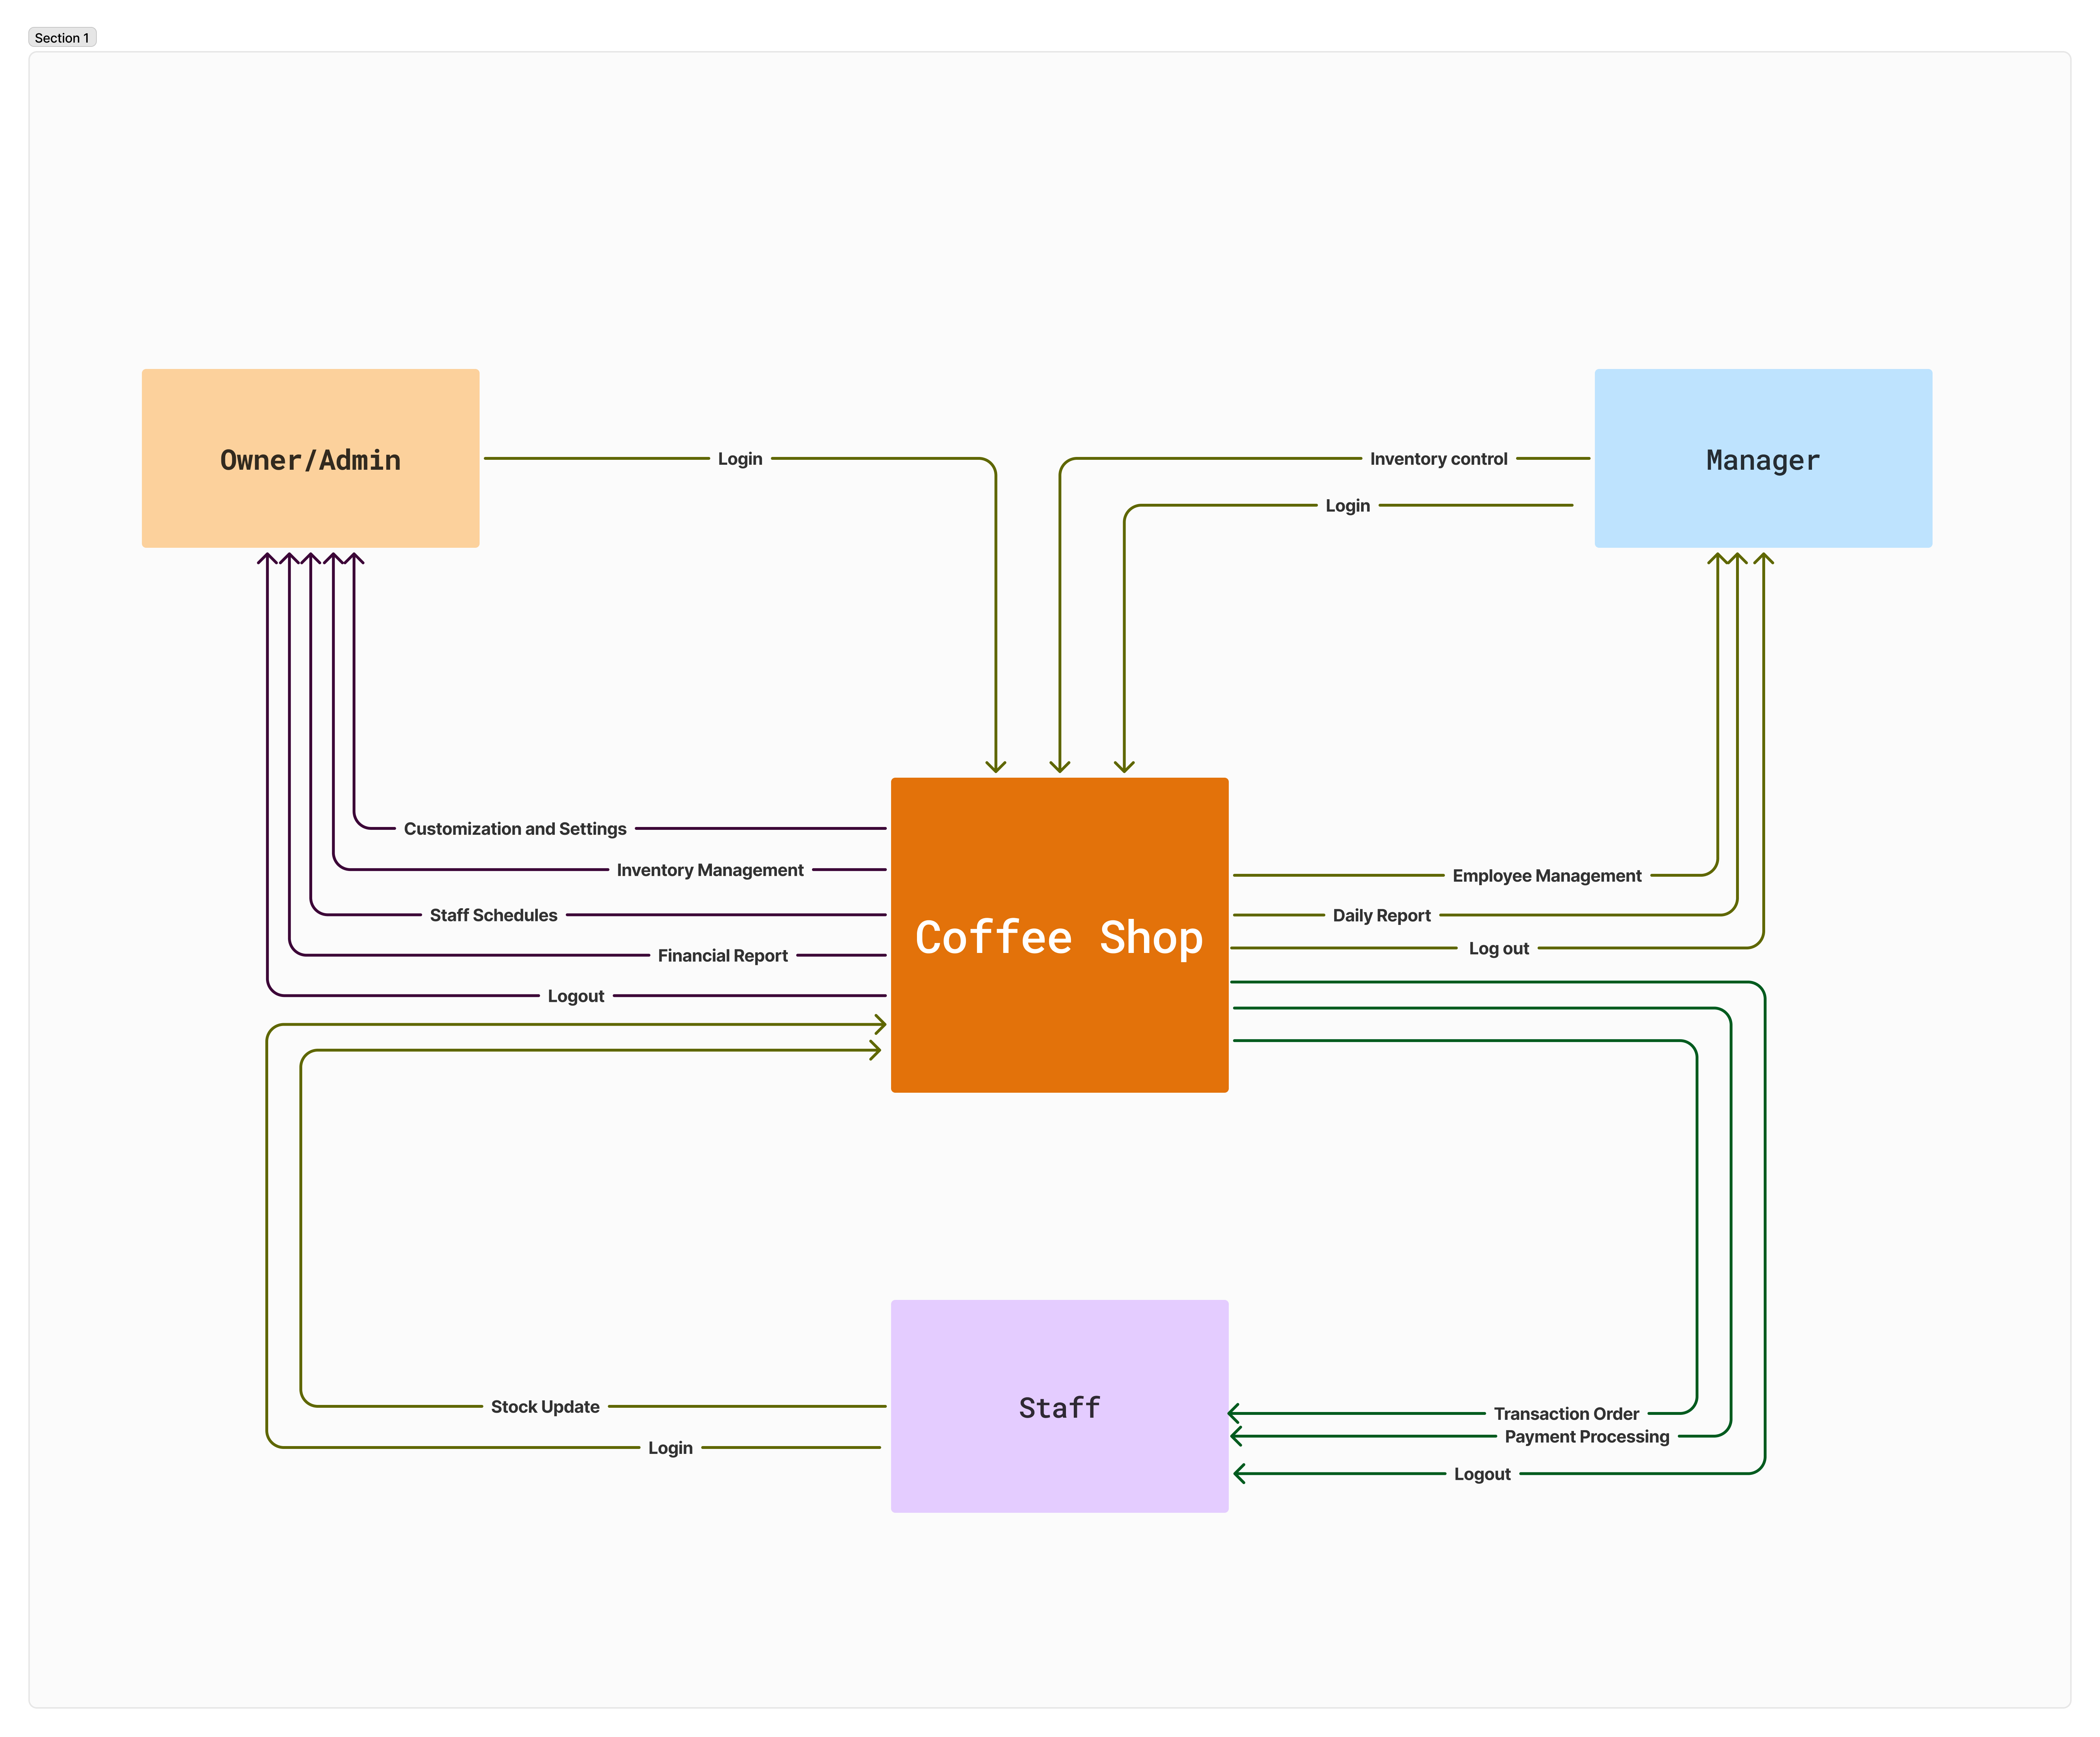 Section 1
Owner/Admin
Login
Inventory control
Manager
Login
Customization and Settings
Inventory Management
Employee Management
Staff Schedules
Daily Report
Coffee Shop
Log out
Financial Report
Logout
Stock Update
Staff
Transaction Order
Payment Processing
Login
Logout